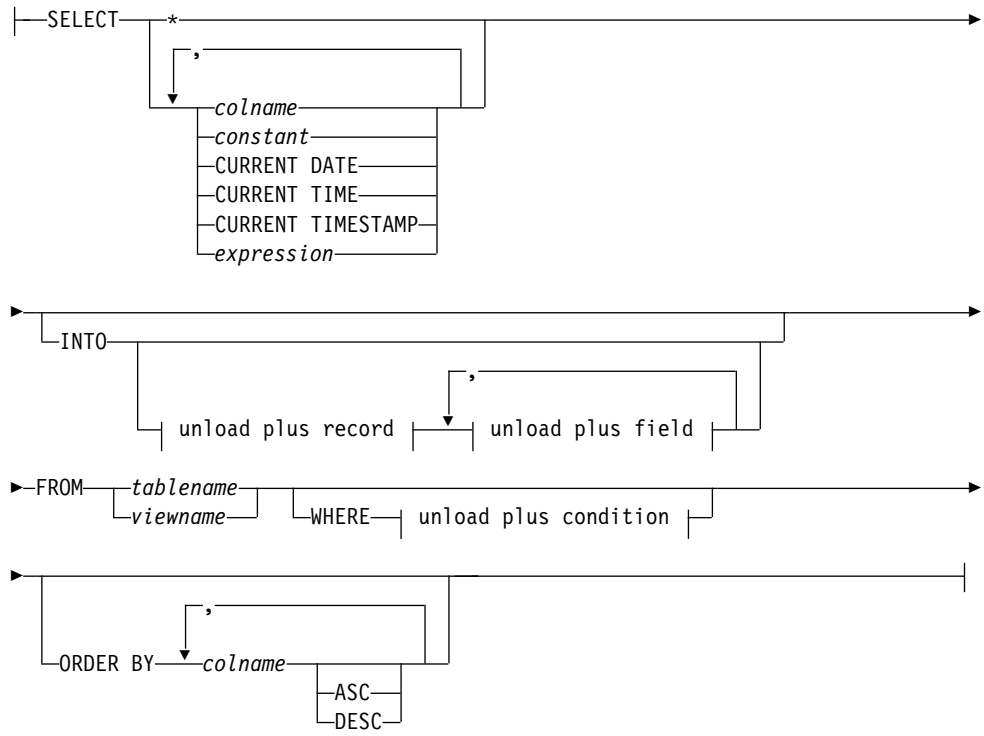 SELECT *
,
colname
constant
CURRENT DATE
CURRENT TIME
CURRENT TIMESTAMP
expression
INTO
,
unload plus record unload plus field
FROM tablename
viewname WHERE unload plus condition
,
ORDER BY colname
ASC
DESC